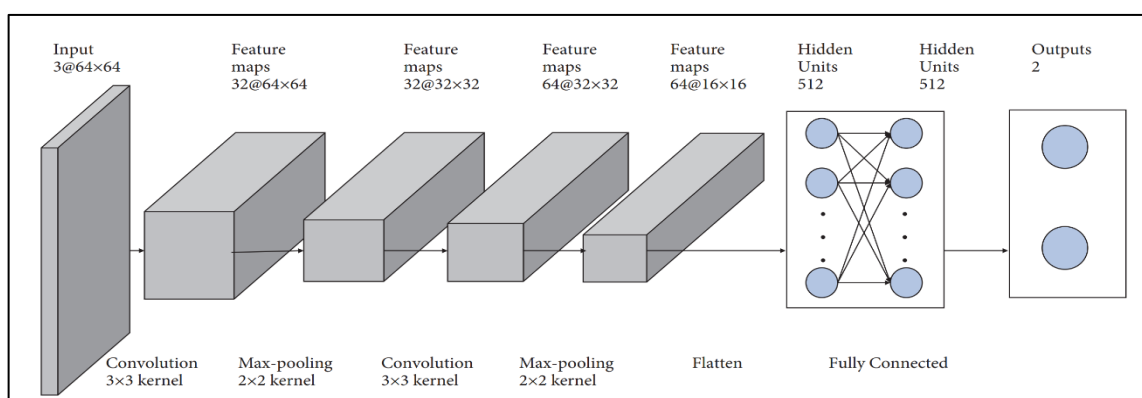 Input
3@64×64
Feature
maps
32@64×64
Feature
maps
32@32×32
Feature
maps
64@32×32
Feature
maps
64@16×16
Hidden
Units
512
Hidden
Units
512
Outputs
2
Convolution
3×3 kernel
Max-pooling
2×2 kernel
Convolution
3×3 kernel
Max-pooling
2×2 kernel
Flatten
Fully Connected